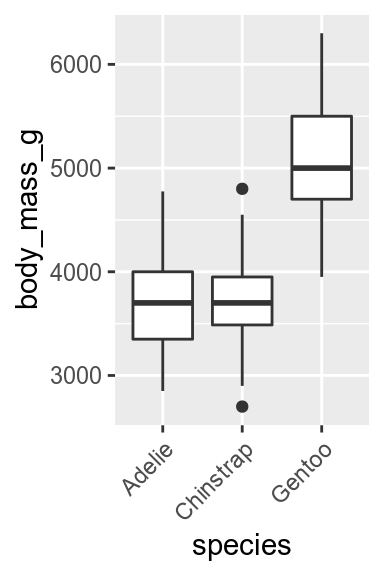 body_mass_g
6000
5000
4000
3000
Adelie
Chinstrap
Gentoo
species